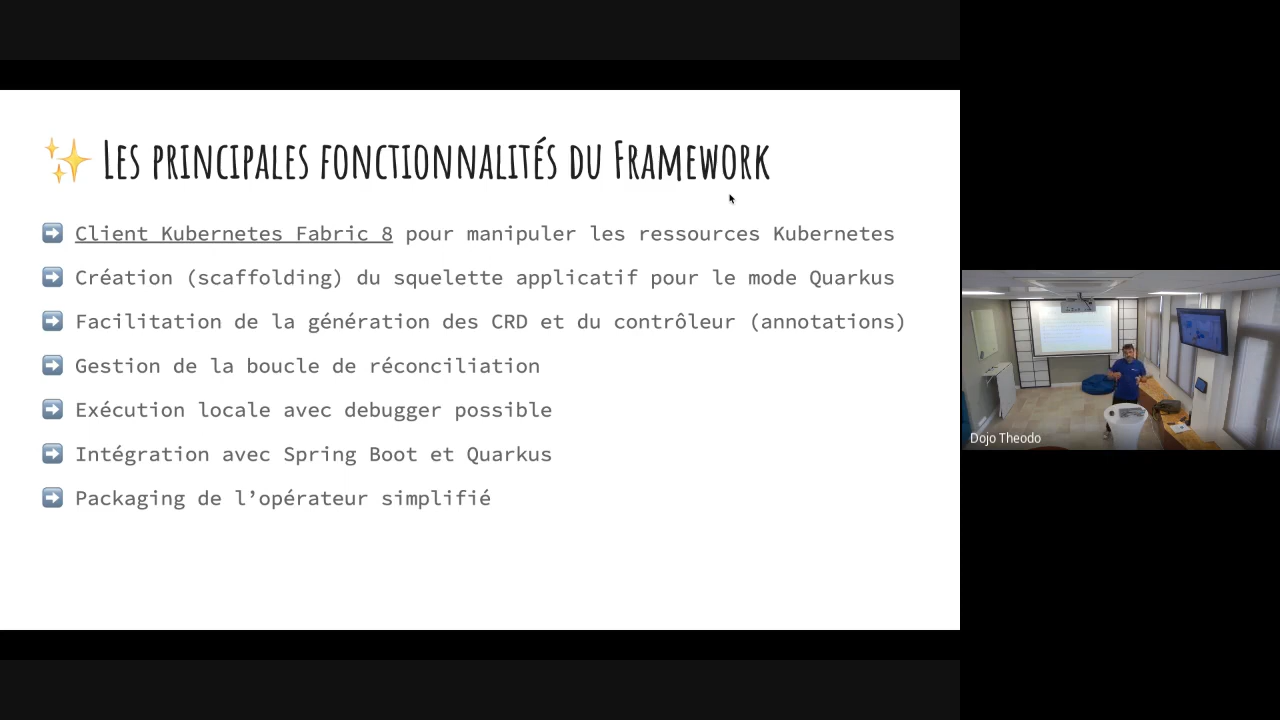 ✨ Les principales fonctionnalités du Framework
➡️ Client Kubernetes Fabric 8 pour manipuler les ressources Kubernetes
➡️ Création (scaffolding) du squelette applicatif pour le mode Quarkus
➡️ Facilitation de la génération des CRD et du contrôleur (annotations)
➡️ Gestion de la boucle de réconciliation
➡️ Exécution locale avec debugger possible
➡️ Intégration avec Spring Boot et Quarkus
➡️ Packaging de l’opérateur simplifié
Dojo Theodo